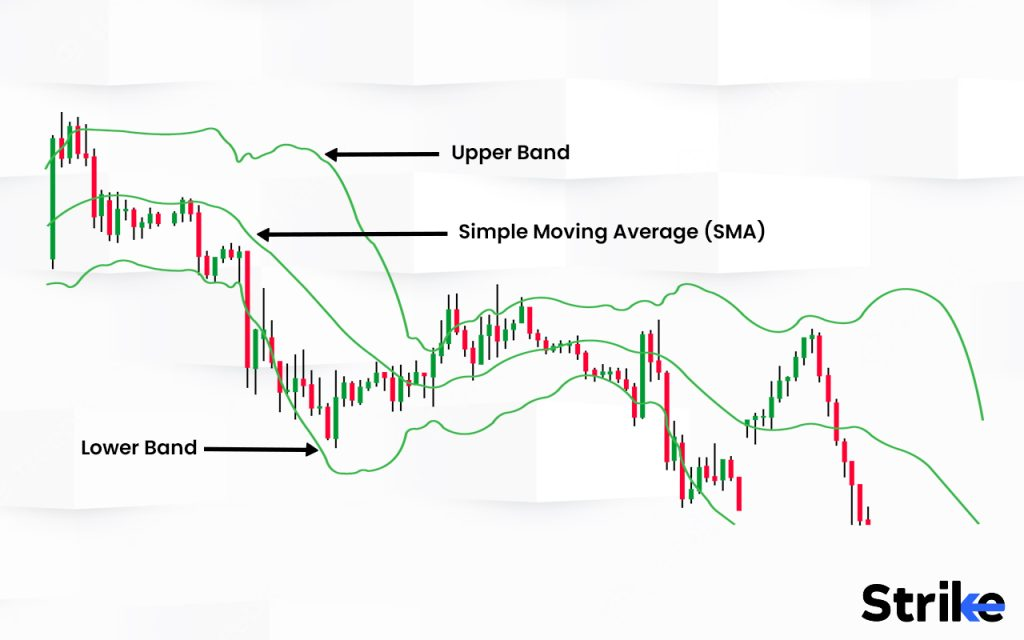 Upper Band
Simple Moving Average (SMA)
Lower Band
Strike